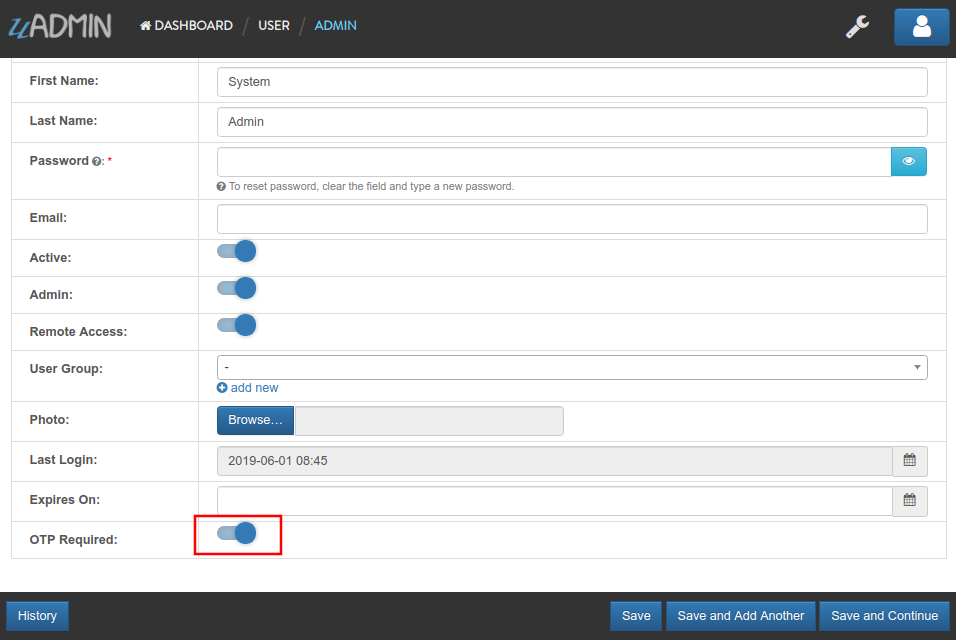 uADMIN DASHBOARD / USER / ADMIN
First Name: System
Last Name: Admin
Password ?: *
? To reset password, clear the field and type a new password.
Email:
Active:
Admin:
Remote Access:
User Group: -
add new
Photo: Browse...
Last Login: 2019-06-01 08:45
Expires On:
OTP Required:
History Save Save and Add Another Save and Continue